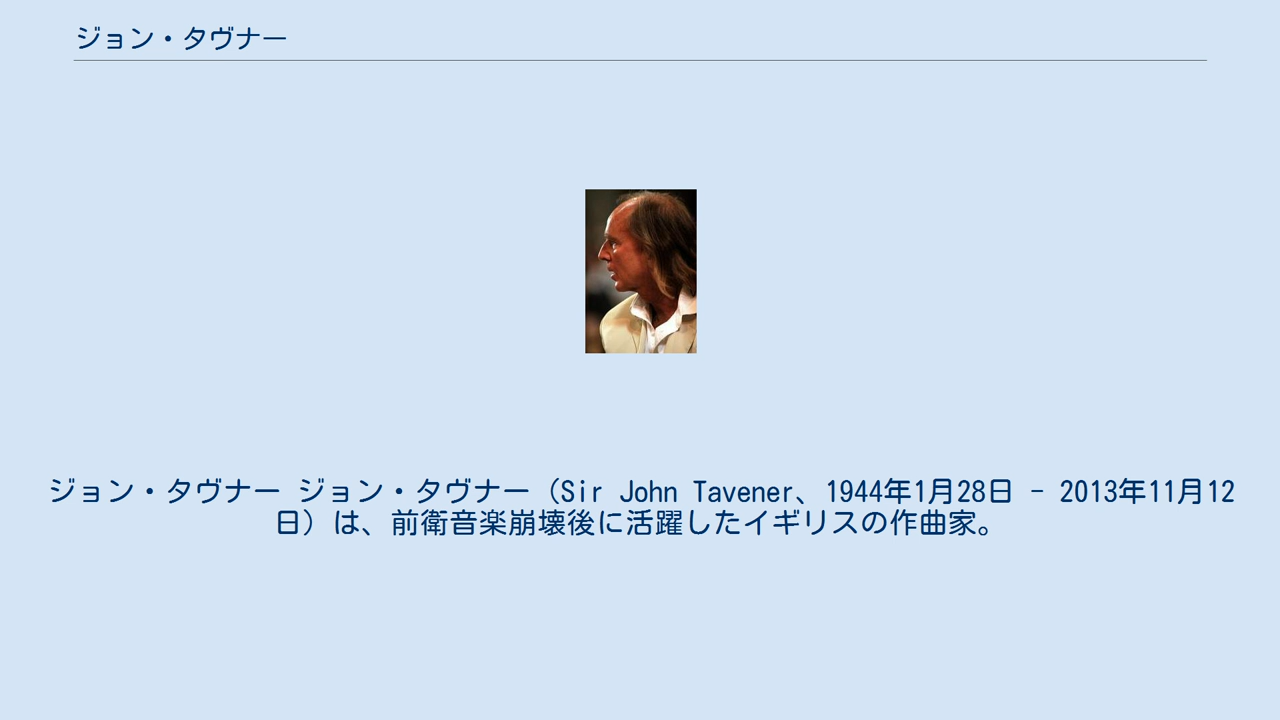 ジョン・タヴナー
ジョン・タヴナー ジョン・タヴナー（Sir John Tavener、1944年1月28日 - 2013年11月12
日）は、前衛音楽崩壊後に活躍したイギリスの作曲家。